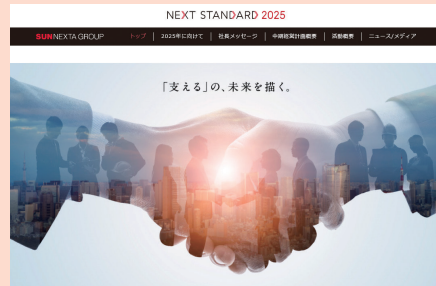 NEXT STANDARD 2025
SUNNEXTA GROUP トップ 2025年に向けて 社長メッセージ 中期経営計画概要 活動概要 ニュース/メディア
「支える」の、未来を描く。